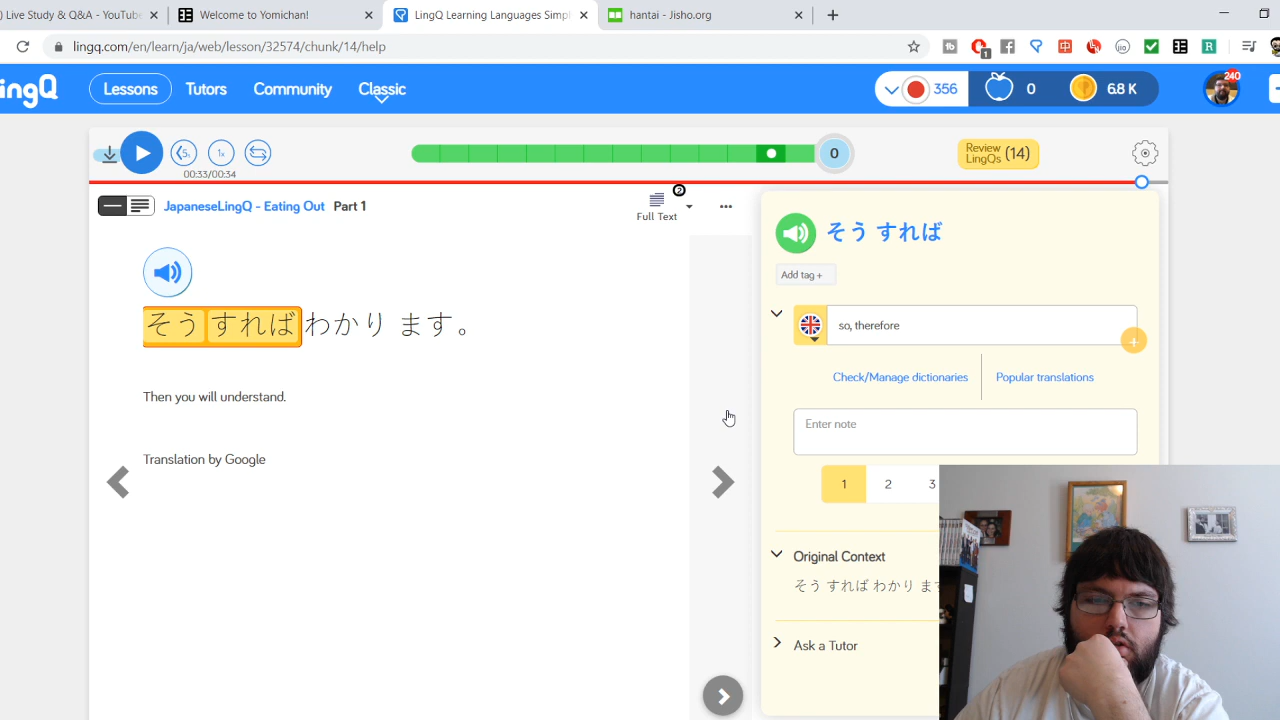 ) Live Study & Q&A - YouTube
Welcome to Yomichan!
LingQ Learning Languages Simpl
hantai - Jisho.org
lingq.com/en/learn/ja/web/lesson/32574/chunk/14/help
ingQ
Lessons
Tutors
Community
Classic
356
0
6.8 K
240
5s
1x
00:33/00:34
0
Review LingQs (14)
JapaneseLingQ - Eating Out Part 1
2
Full Text
そう すれば わかり ます。
Then you will understand.
Translation by Google
そう すれば
Add tag +
so, therefore
Check/Manage dictionaries
Popular translations
Enter note
1 2 3
Original Context
そう すれば わかり ます
Ask a Tutor